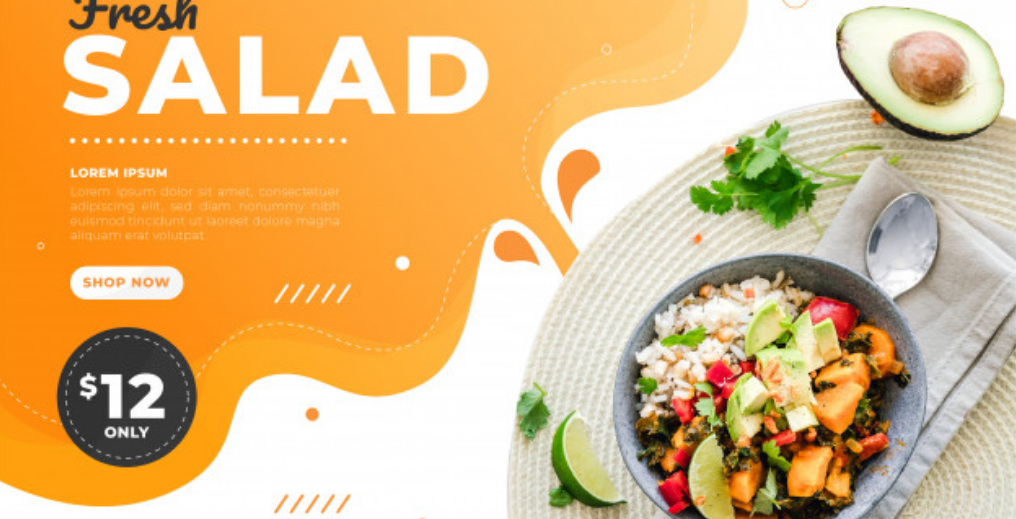 Fresh
SALAD
LOREM IPSUM
Lorem ipsum dolor sit amet, consectetuer
adipiscing elit, sed diam nonummy nibh
euismod tincidunt ut laoreet dolore magna
aliquam erat volutpat
SHOP NOW
$12
ONLY